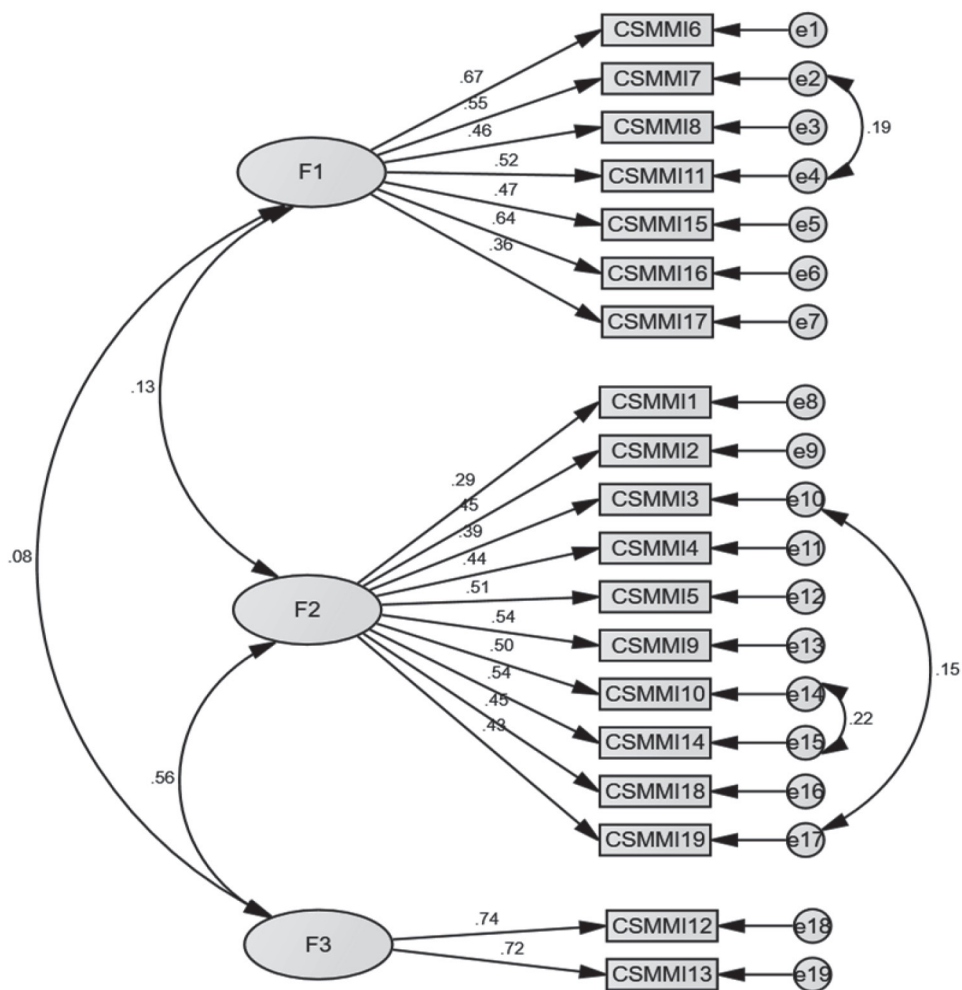 CSMMI6 e1
.67
CSMMI7 e2
.55
.46
CSMMI8 e3
.19
F1
.52
CSMMI11 e4
.47
CSMMI15 e5
.64
.36
CSMMI16 e6
CSMMI17 e7
.13
CSMMI1 e8
CSMMI2 e9
.29
.45
CSMMI3 e10
.39
.08
.44
CSMMI4 e11
.51
CSMMI5 e12
F2
.54
CSMMI9 e13
.50
.15
.54
CSMMI10 e14
.45
.22
.43
CSMMI14 e15
.56
CSMMI18 e16
CSMMI19 e17
.74
CSMMI12 e18
F3
.72
CSMMI13 e19